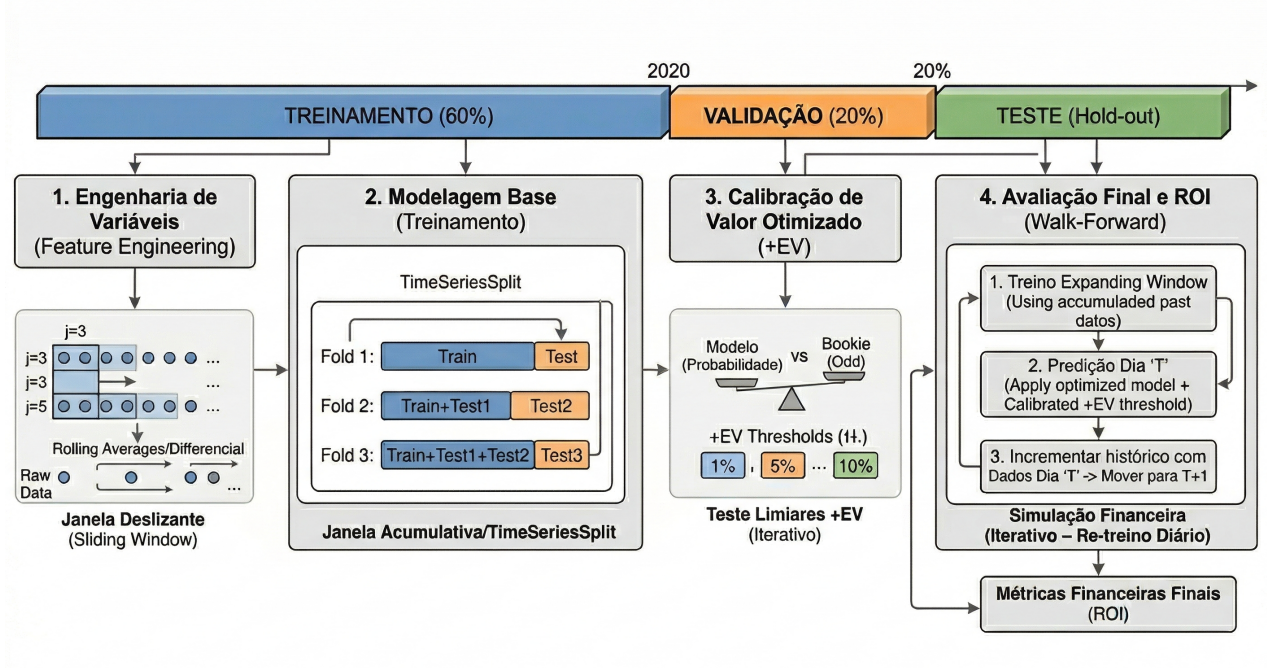 2020
20%
TREINAMENTO (60%)
VALIDAÇÃO (20%)
TESTE (Hold-out)
1. Engenharia de
Variáveis
(Feature Engineering)
j=3
j=3
j=3
j=5
...
...
...
Rolling Averages/Differencial
Raw
Data
...
Janela Deslizante
(Sliding Window)
2. Modelagem Base
(Treinamento)
TimeSeriesSplit
Fold 1:
Train
Test
Fold 2:
Train+Test1
Test2
Fold 3:
Train+Test1+Test2
Test3
Janela Acumulativa/TimeSeriesSplit
3. Calibração de
Valor Otimizado
(+EV)
Modelo
(Probabilidade)
vs
Bookie
(Odd)
+EV Thresholds
1%
,
5%
...
10%
Teste Limiares +EV
(Iterativo)
4. Avaliação Final e ROI
(Walk-Forward)
1. Treino Expanding Window
(Using accumuladed past
datos)
2. Predição Dia ‘T’
(Apply optimized model +
Calibrated +EV threshold)
3. Incrementar histórico com
Dados Dia ‘T’ -> Mover para T+1
Simulação Financeira
(Iterativo – Re-treino Diário)
Métricas Financeiras Finais
(ROI)